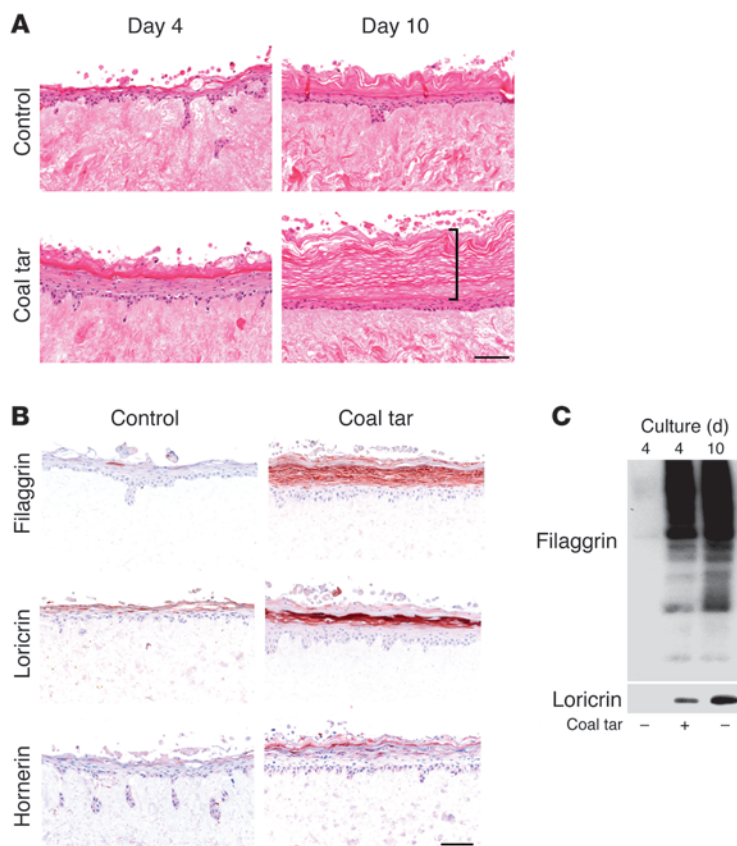 A
Day 4
Day 10
Control
Coal tar
B
Control
Coal tar
Filaggrin
Loricrin
Hornerin
C
Culture (d)
4 4 10
Filaggrin
Loricrin
Coal tar – + –